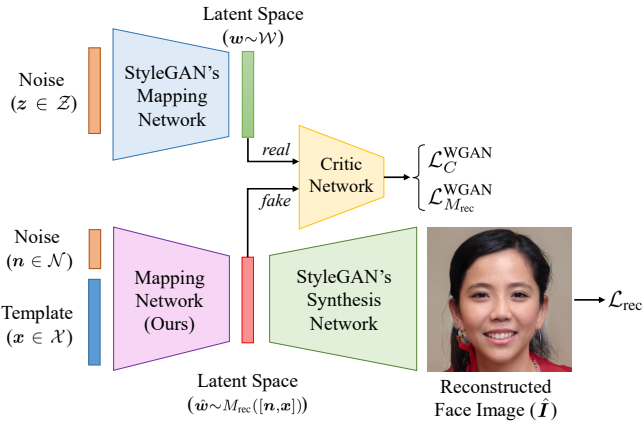 Latent Space
(w~𝒲)
Noise
(z ∈ 𝒵)
StyleGAN's
Mapping
Network
real
fake
Critic
Network
ℒ_C^WGAN
ℒ_{M_rec}^WGAN
Noise
(n ∈ 𝒩)
Template
(x ∈ 𝒳)
Mapping
Network
(Ours)
StyleGAN's
Synthesis
Network
ℒ_rec
Latent Space
(ŵ~M_rec([n,x]))
Reconstructed
Face Image (Î)